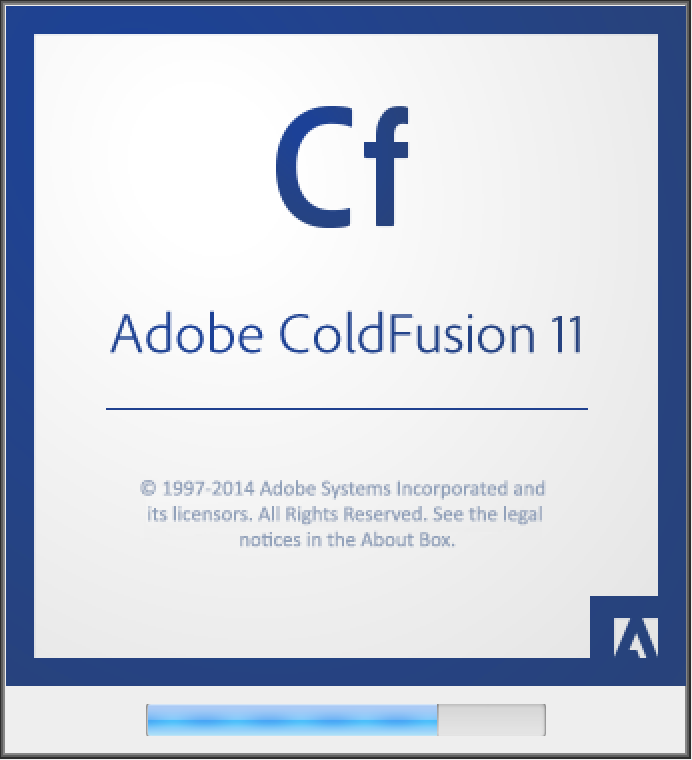 Cf
Adobe ColdFusion 11
© 1997-2014 Adobe Systems Incorporated and
its licensors. All Rights Reserved. See the legal
notices in the About Box.